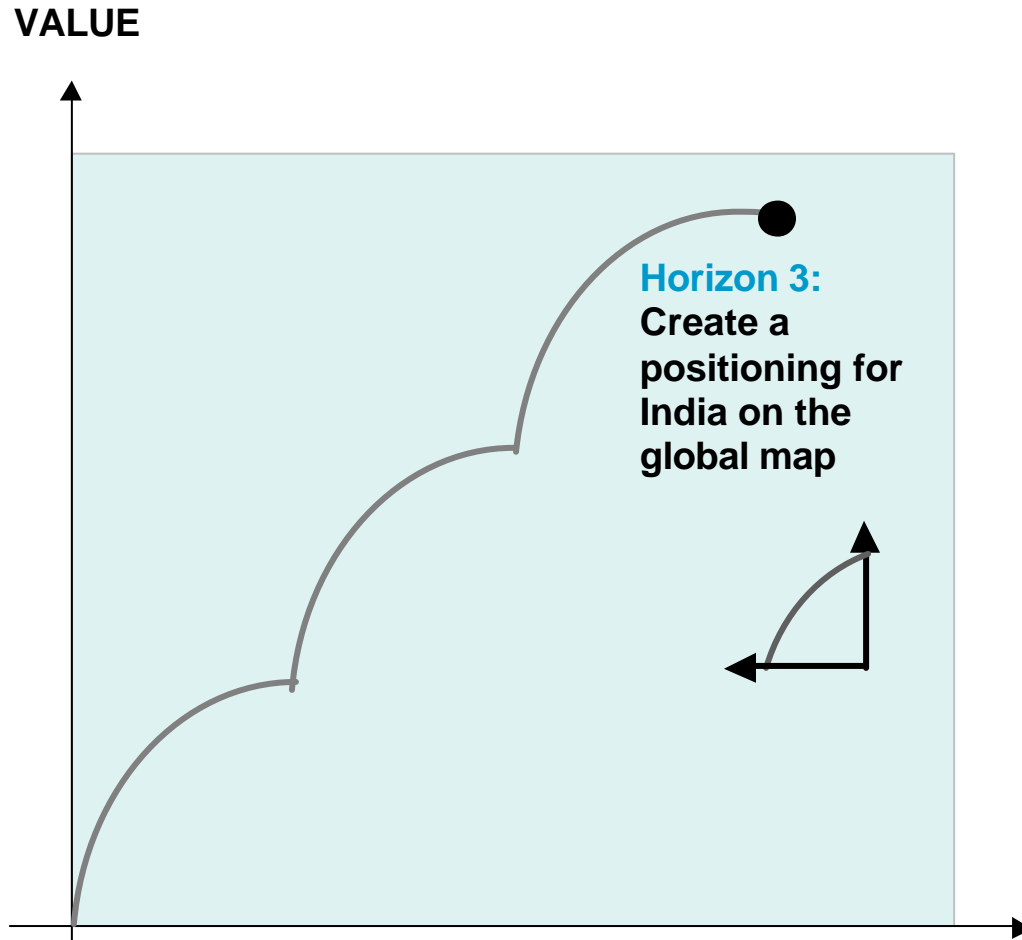 VALUE
Horizon 3:
Create a
positioning for
India on the
global map